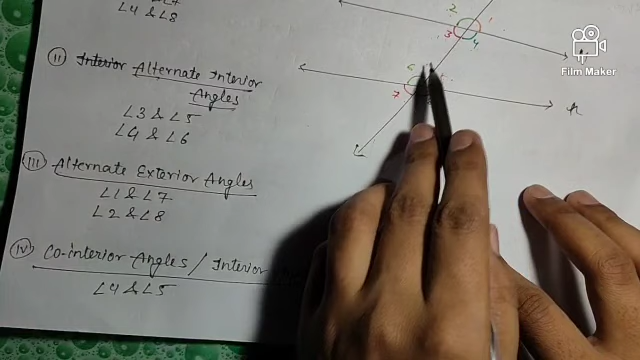 ∠4 & ∠8
(ii) Interior Alternate Interior
Angles
∠3 & ∠5
∠4 & ∠6
(iii) Alternate Exterior Angles
∠1 & ∠7
∠2 & ∠8
(iv) Co-interior Angles / Interior
∠4 & ∠5
2
1
3
4
6
7
Film Maker